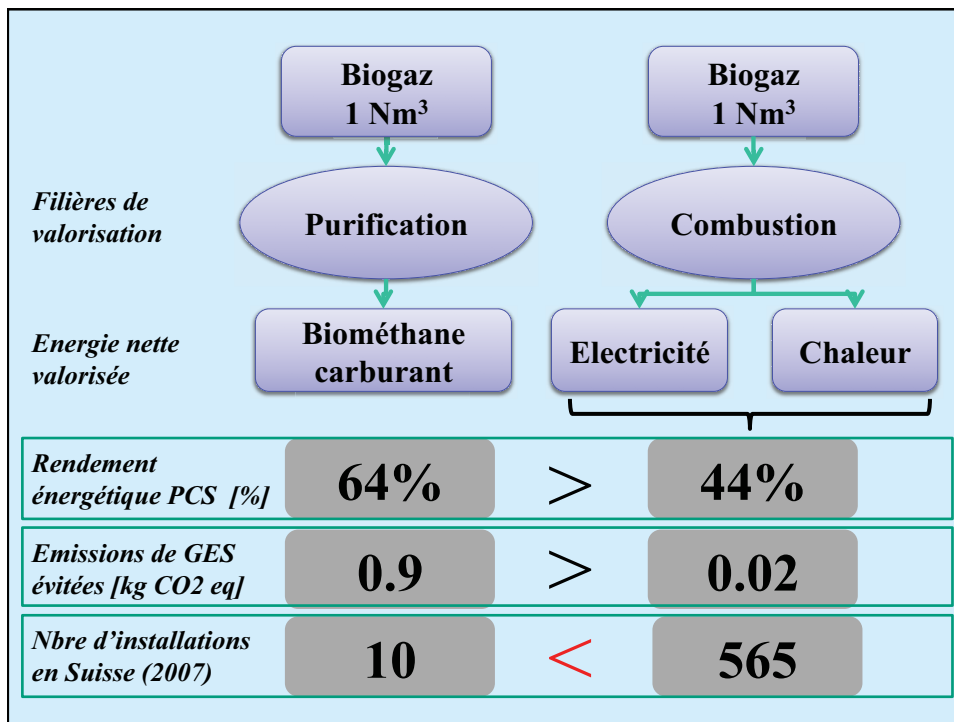 Biogaz
1 Nm³
Biogaz
1 Nm³
Filières de
valorisation
Purification
Combustion
Energie nette
valorisée
Biométhane
carburant
Electricité
Chaleur
Rendement
énergétique PCS [%]
64%
>
44%
Emissions de GES
évitées [kg CO2 eq]
0.9
>
0.02
Nbre d'installations
en Suisse (2007)
10
<
565